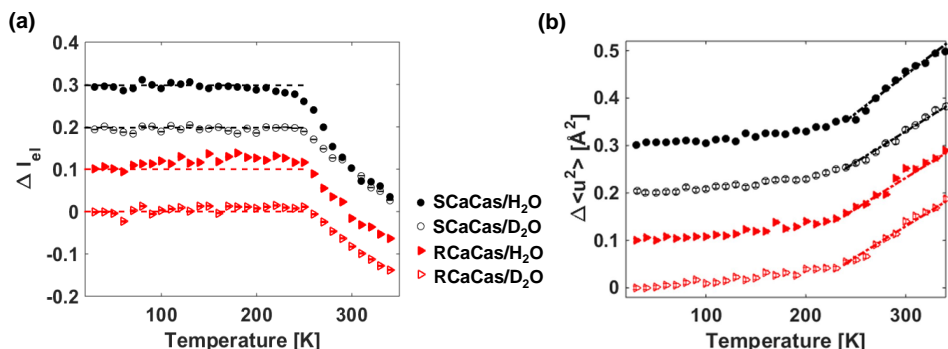 (a)
Δ I_el
0.4
0.3
0.2
0.1
0
-0.1
-0.2
100
200
300
Temperature [K]
SCaCas/H₂O
SCaCas/D₂O
RCaCas/H₂O
RCaCas/D₂O
(b)
Δ<u²> [Å²]
0.5
0.4
0.3
0.2
0.1
0
100
200
300
Temperature [K]